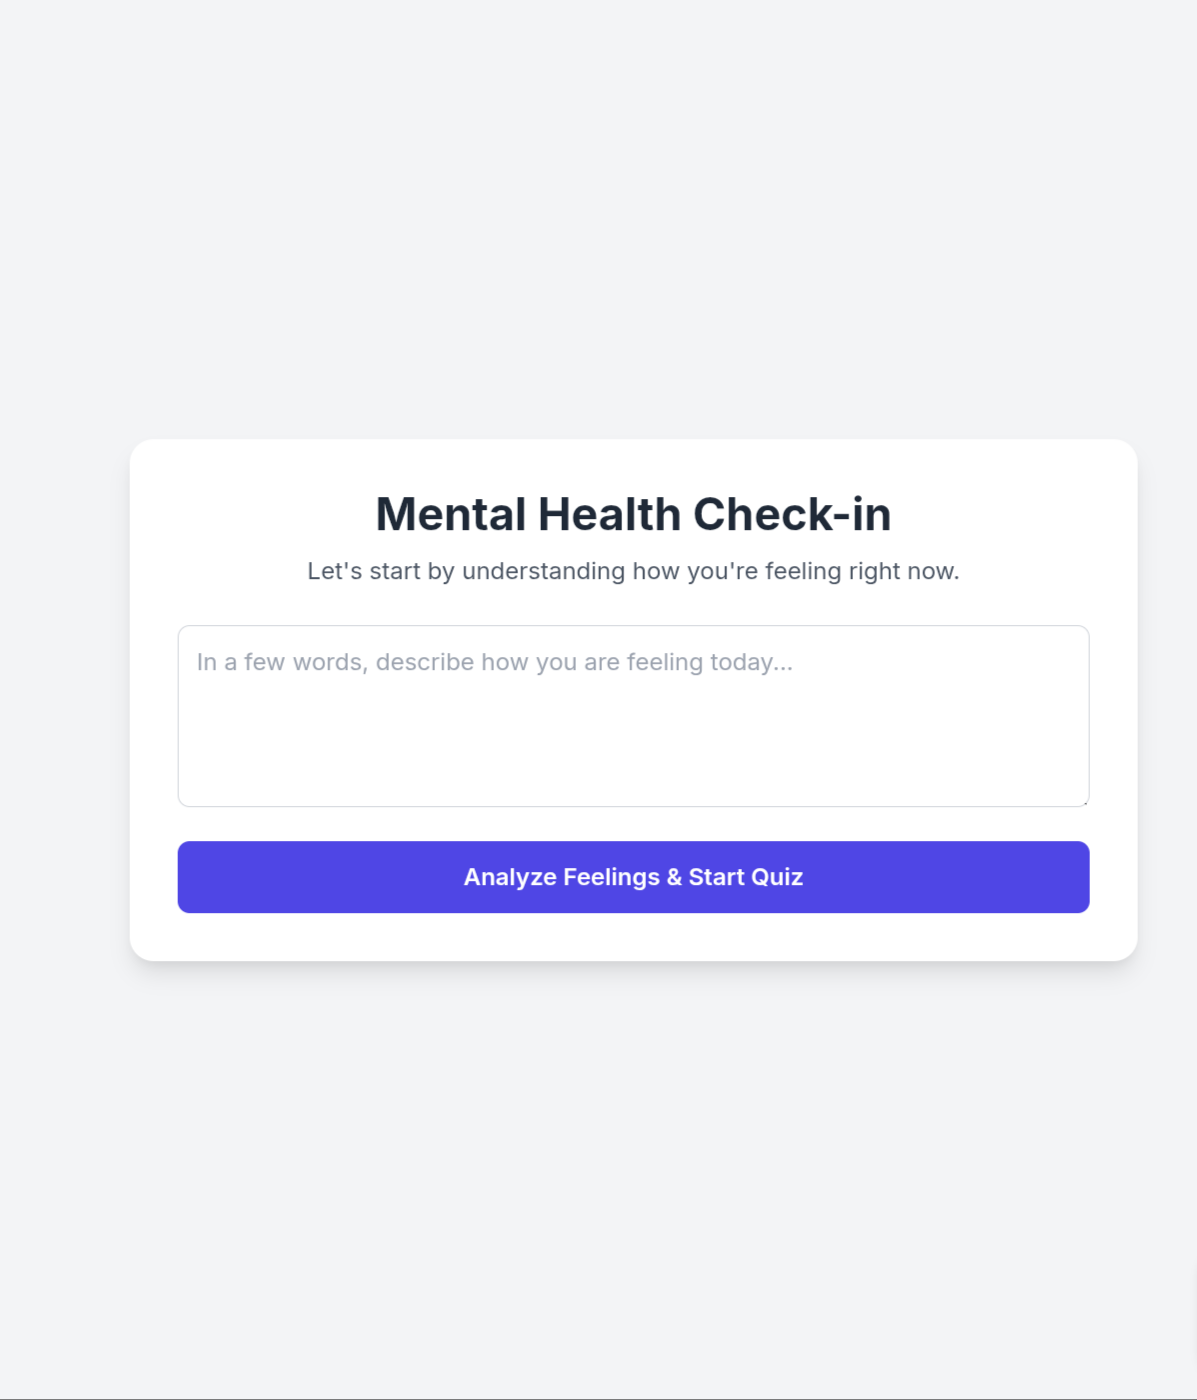 Mental Health Check-in
Let's start by understanding how you're feeling right now.
In a few words, describe how you are feeling today...
Analyze Feelings & Start Quiz